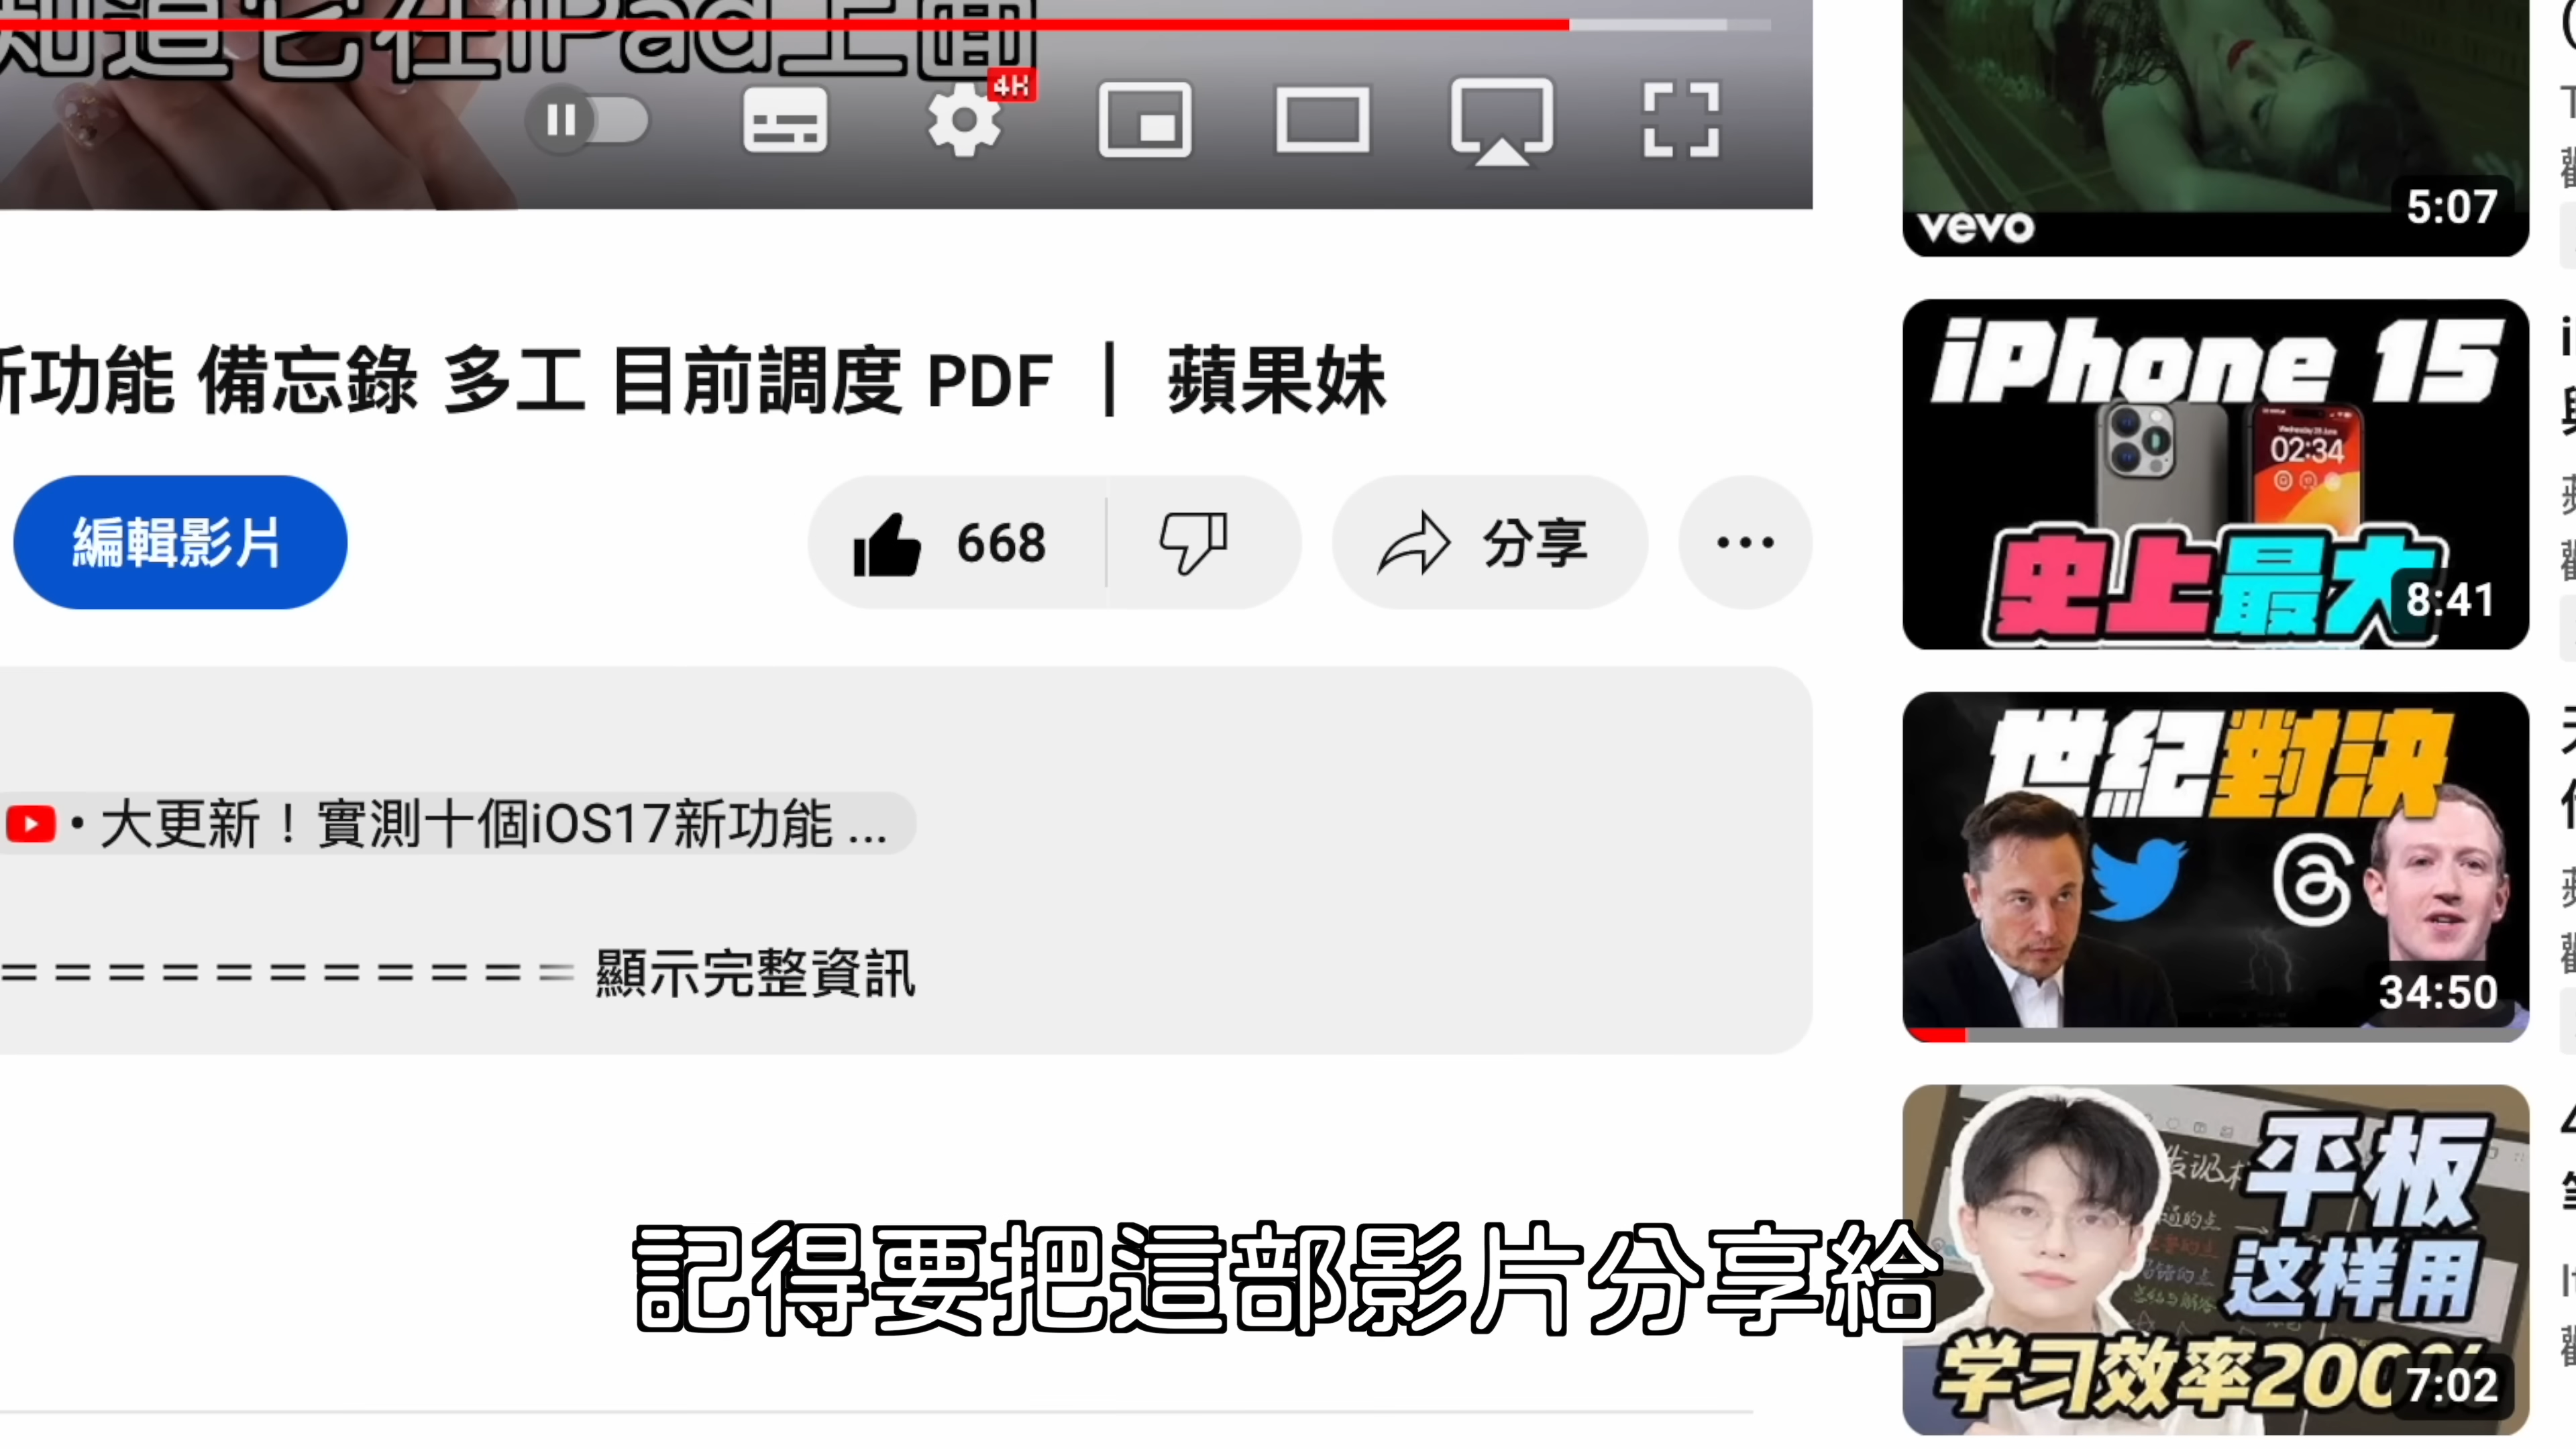 知道它在iPad上面
4K
新功能 備忘錄 多工 目前調度 PDF ｜ 蘋果妹
編輯影片
668
分享
• 大更新！實測十個iOS17新功能 ...
============ 顯示完整資訊
記得要把這部影片分享給
vevo
5:07
iPhone 15
02:34
史上最大
8:41
世紀對決
34:50
平板
这样用
学习效率200%
7:02